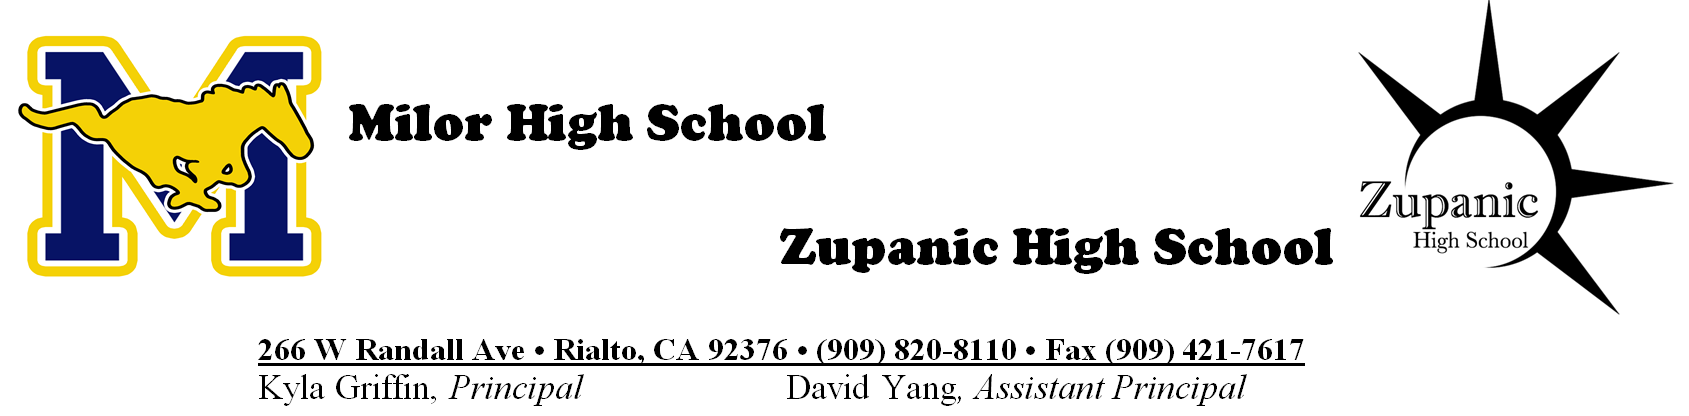 M
Milor High School
Zupanic High School
Zupanic
High School
266 W Randall Ave • Rialto, CA 92376 • (909) 820-8110 • Fax (909) 421-7617
Kyla Griffin, Principal David Yang, Assistant Principal